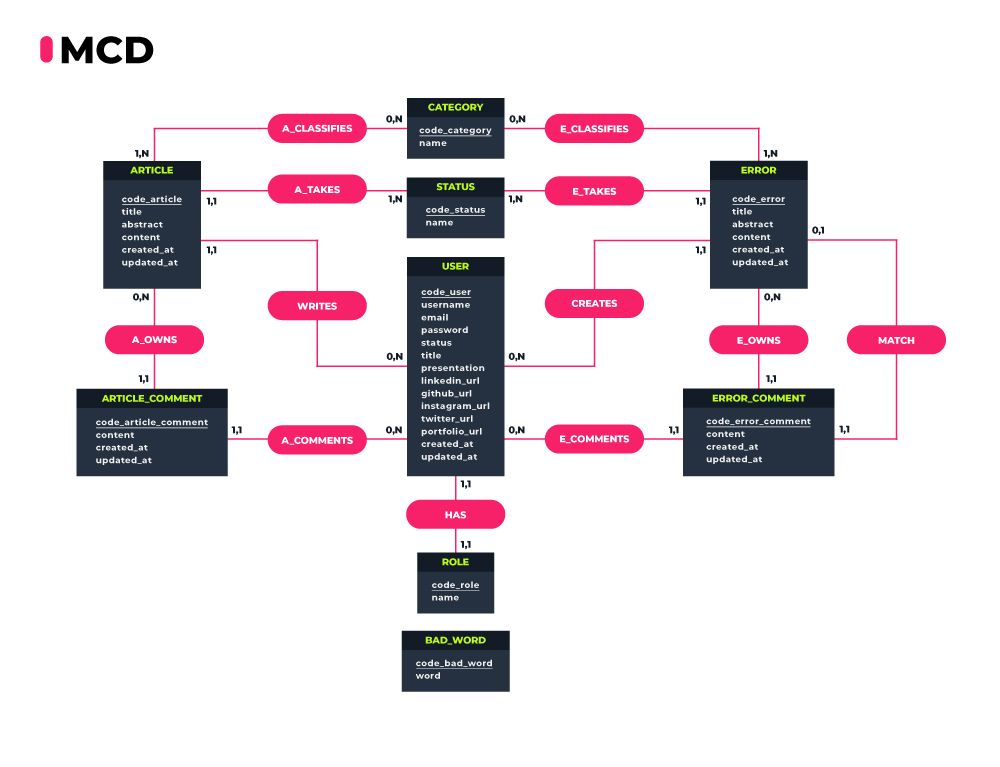 MCD
CATEGORY
code_category
name
A_CLASSIFIES
0,N
0,N
E_CLASSIFIES
1,N
1,N
ARTICLE
code_article
title
abstract
content
created_at
updated_at
A_TAKES
1,1
1,N
STATUS
code_status
name
1,N
E_TAKES
1,1
ERROR
code_error
title
abstract
content
created_at
updated_at
0,1
1,1
1,1
USER
code_user
username
email
password
status
title
presentation
linkedin_url
github_url
instagram_url
twitter_url
portfolio_url
created_at
updated_at
WRITES
0,N
0,N
CREATES
0,N
A_OWNS
1,1
0,N
E_OWNS
1,1
MATCH
ARTICLE_COMMENT
code_article_comment
content
created_at
updated_at
1,1
A_COMMENTS
0,N
0,N
E_COMMENTS
1,1
ERROR_COMMENT
code_error_comment
content
created_at
updated_at
1,1
1,1
HAS
1,1
ROLE
code_role
name
BAD_WORD
code_bad_word
word